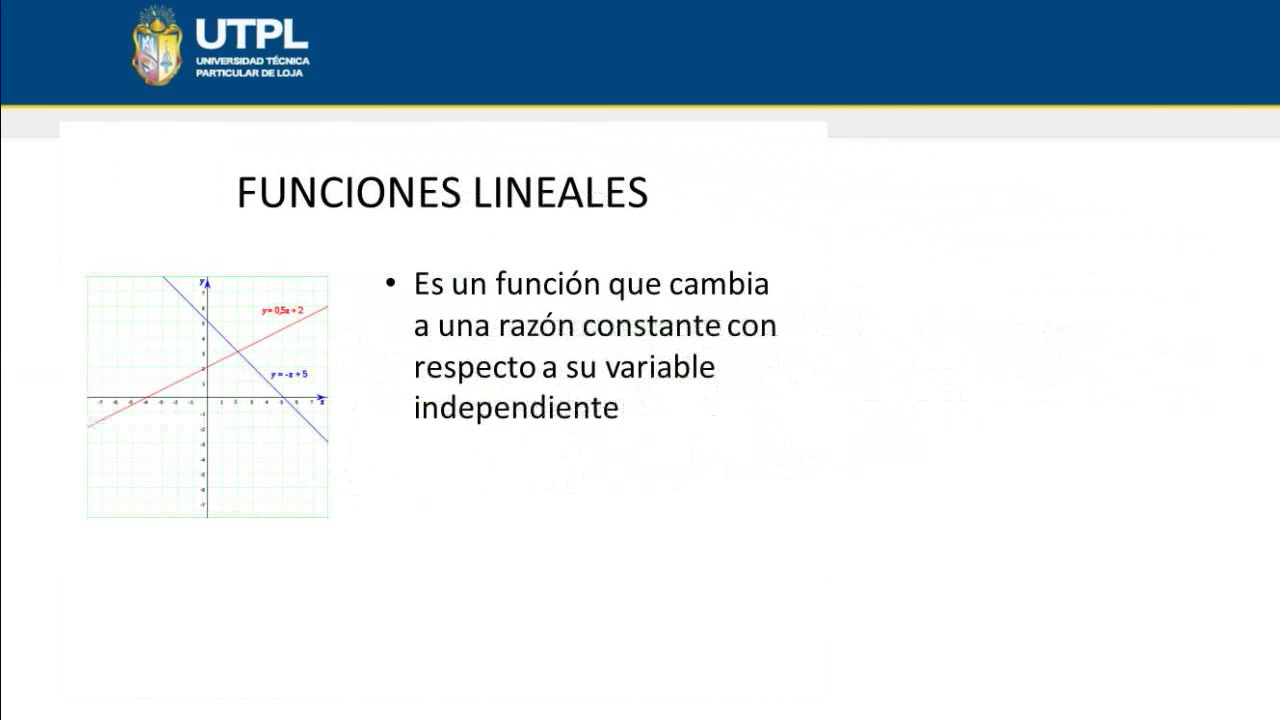 UTPL
UNIVERSIDAD TÉCNICA
PARTICULAR DE LOJA
FUNCIONES LINEALES
• Es un función que cambia
a una razón constante con
respecto a su variable
independiente
y
y = 0,5x + 2
y = -x + 5
x